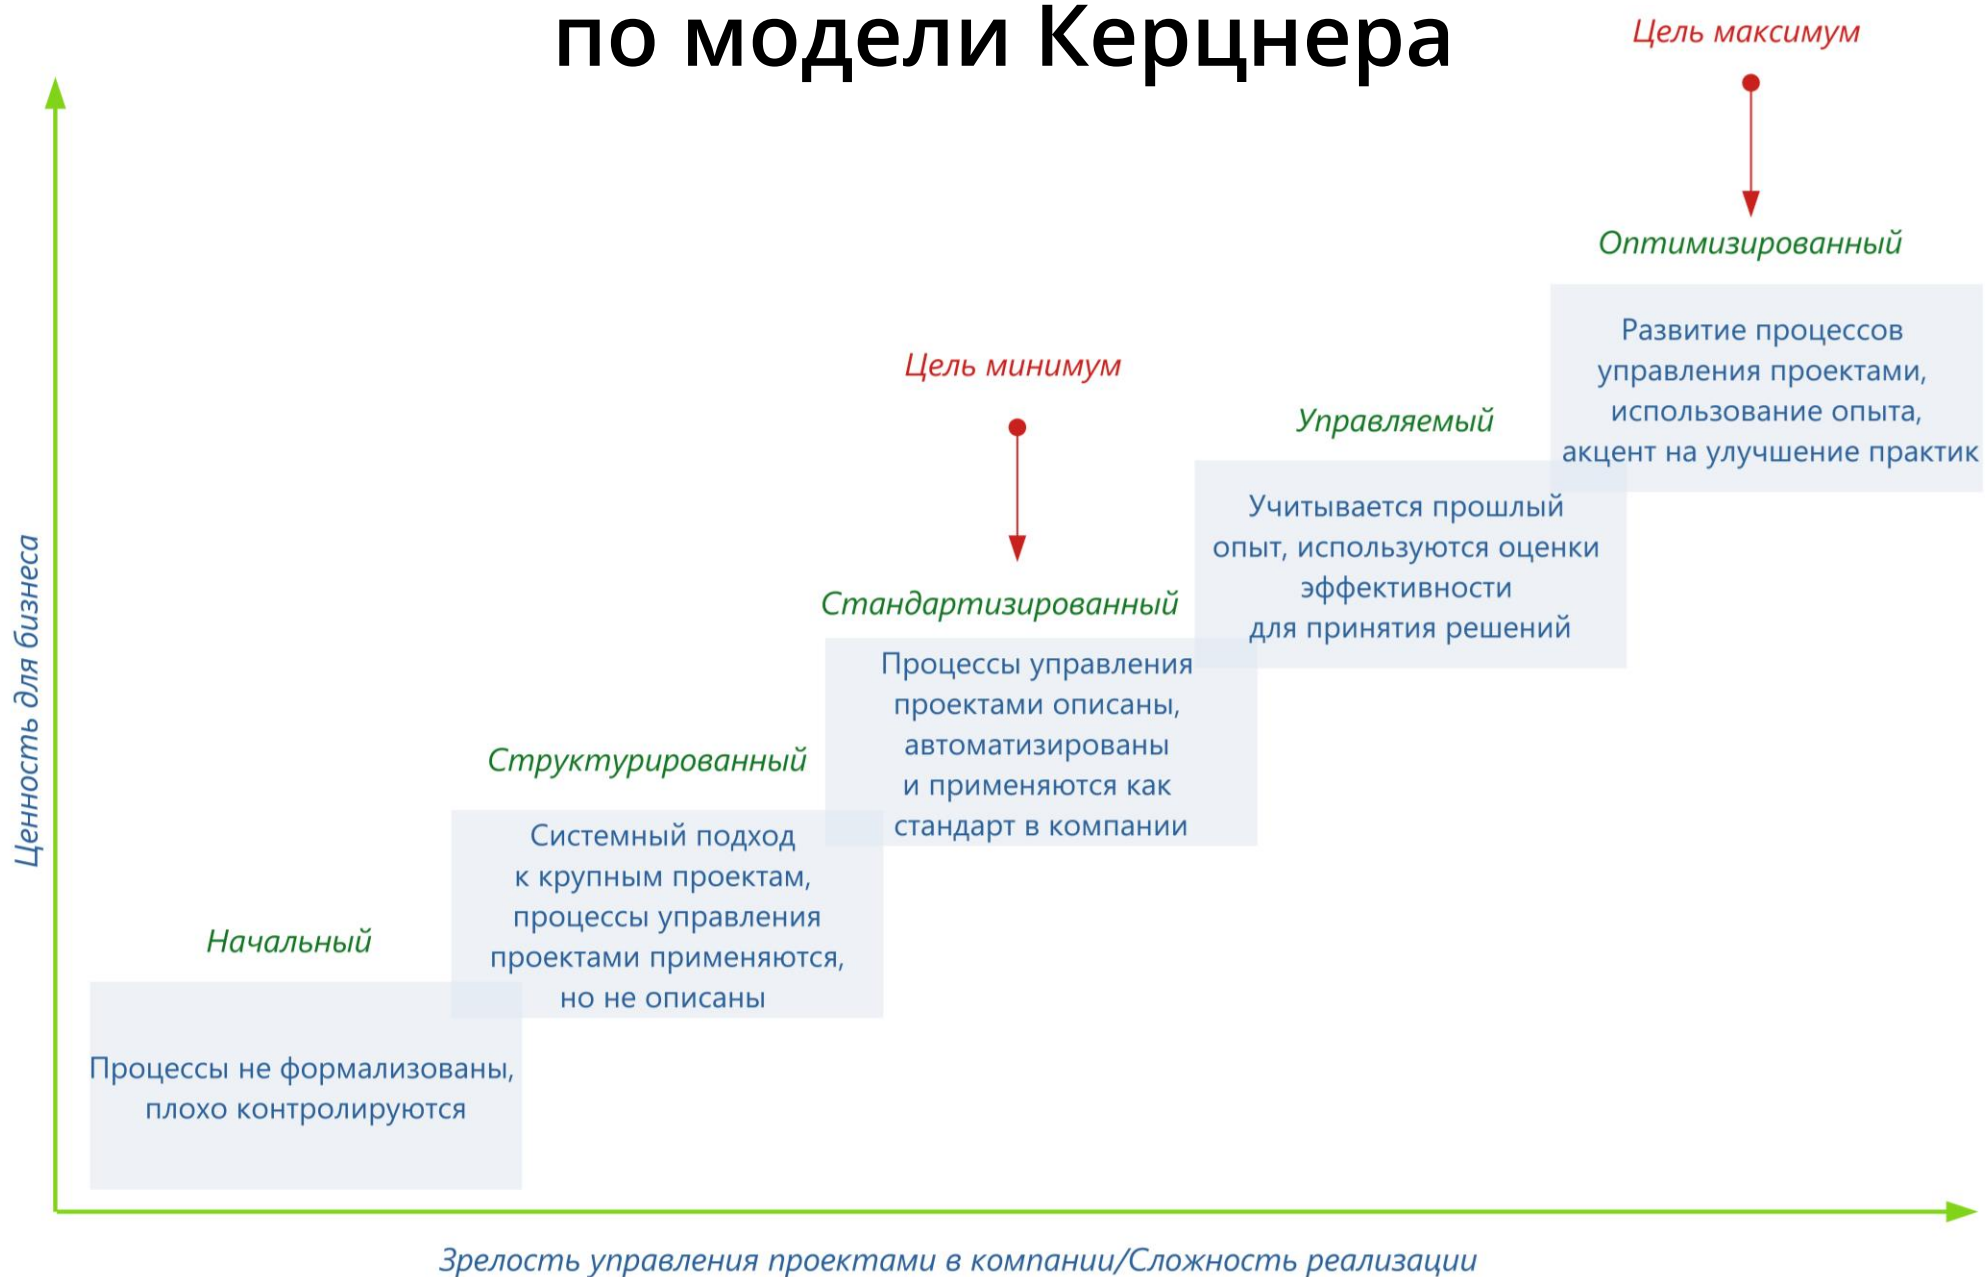 по модели Керцнера
Цель максимум
Оптимизированный
Развитие процессов
управления проектами,
использование опыта,
акцент на улучшение практик
Цель минимум
Управляемый
Учитывается прошлый
опыт, используются оценки
эффективности
для принятия решений
Стандартизированный
Процессы управления
проектами описаны,
автоматизированы
и применяются как
стандарт в компании
Структурированный
Системный подход
к крупным проектам,
процессы управления
проектами применяются,
но не описаны
Начальный
Процессы не формализованы,
плохо контролируются
Ценность для бизнеса
Зрелость управления проектами в компании/Сложность реализации